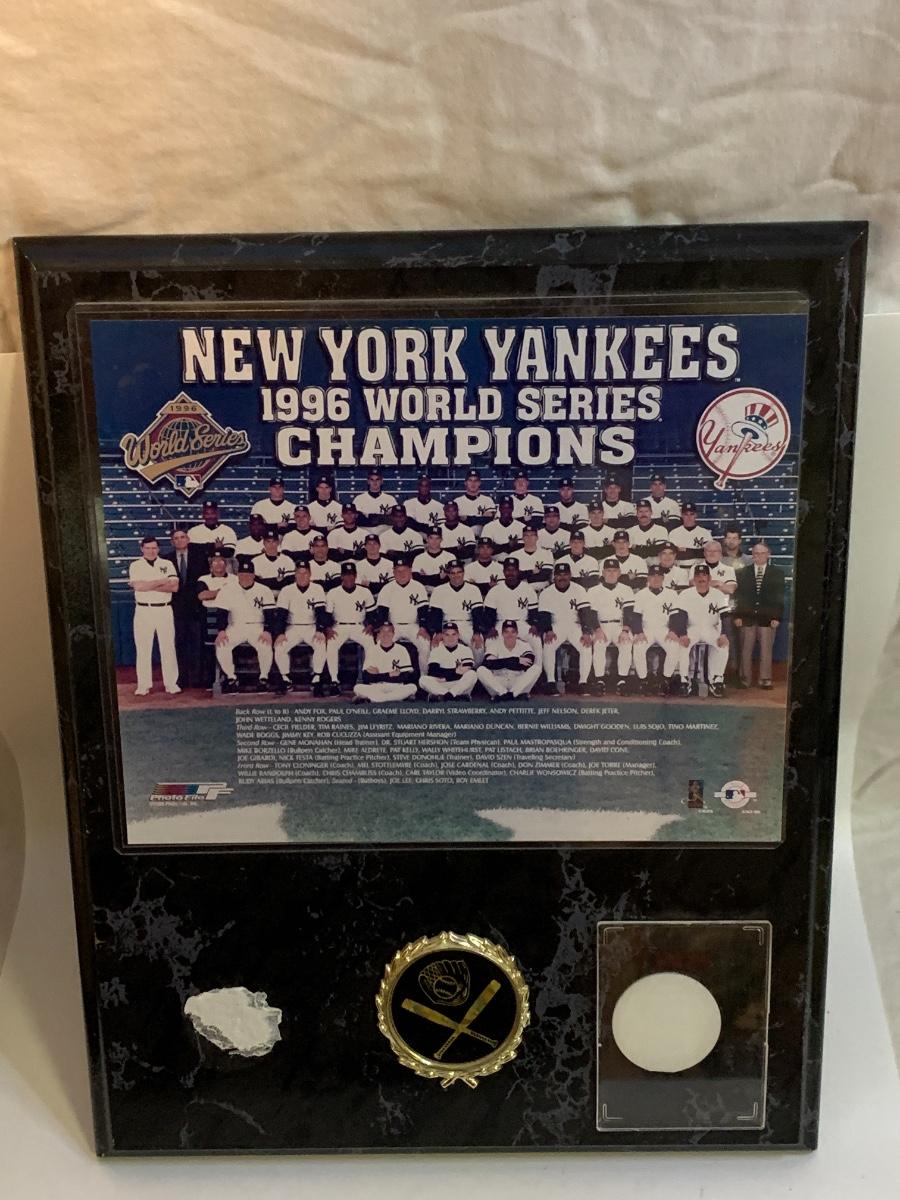 NEW YORK YANKEES
TM
1996 WORLD SERIES
CHAMPIONS
1996
World Series
Yankees
Back Row (L to R) - ANDY FOX, PAUL O'NEILL, GRAEME LLOYD, DARRYL STRAWBERRY, ANDY PETTITTE, JEFF NELSON, DEREK JETER,
JOHN WETTELAND, KENNY ROGERS
Third Row - CECIL FIELDER, TIM RAINES, JIM LEYRITZ, MARIANO RIVERA, MARIANO DUNCAN, BERNIE WILLIAMS, DWIGHT GOODEN, LUIS SOJO, TINO MARTINEZ,
WADE BOGGS, JIMMY KEY, ROB CUCUZZA (Assistant Equipment Manager)
Second Row - GENE MONAHAN (Head Trainer), DR. STUART HERSHON (Team Physician), PAUL MASTROPASQUA (Strength and Conditioning Coach),
MIKE BORZELLO (Bullpen Catcher), MIKE ALDRETE, PAT KELLY, WALLY WHITEHURST, PAT LISTACH, BRIAN BOEHRINGER, DAVID CONE,
JOE GIRARDI, NICK TESTA (Batting Practice Pitcher), STEVE DONOHUE (Trainer), DAVID SZEN (Traveling Secretary)
Front Row - TONY CLONINGER (Coach), MEL STOTTLEMYRE (Coach), JOSE CARDENAL (Coach), DON ZIMMER (Coach), JOE TORRE (Manager),
WILLIE RANDOLPH (Coach), CHRIS CHAMBLISS (Coach), CARL TAYLOR (Video Coordinator), CHARLIE WONSOWICZ (Batting Practice Pitcher),
RUDY ARIAS (Bullpen Catcher), Seated - (Batboys), JOE LEE, CHRIS SOTO, ROY EMLET
Photo File